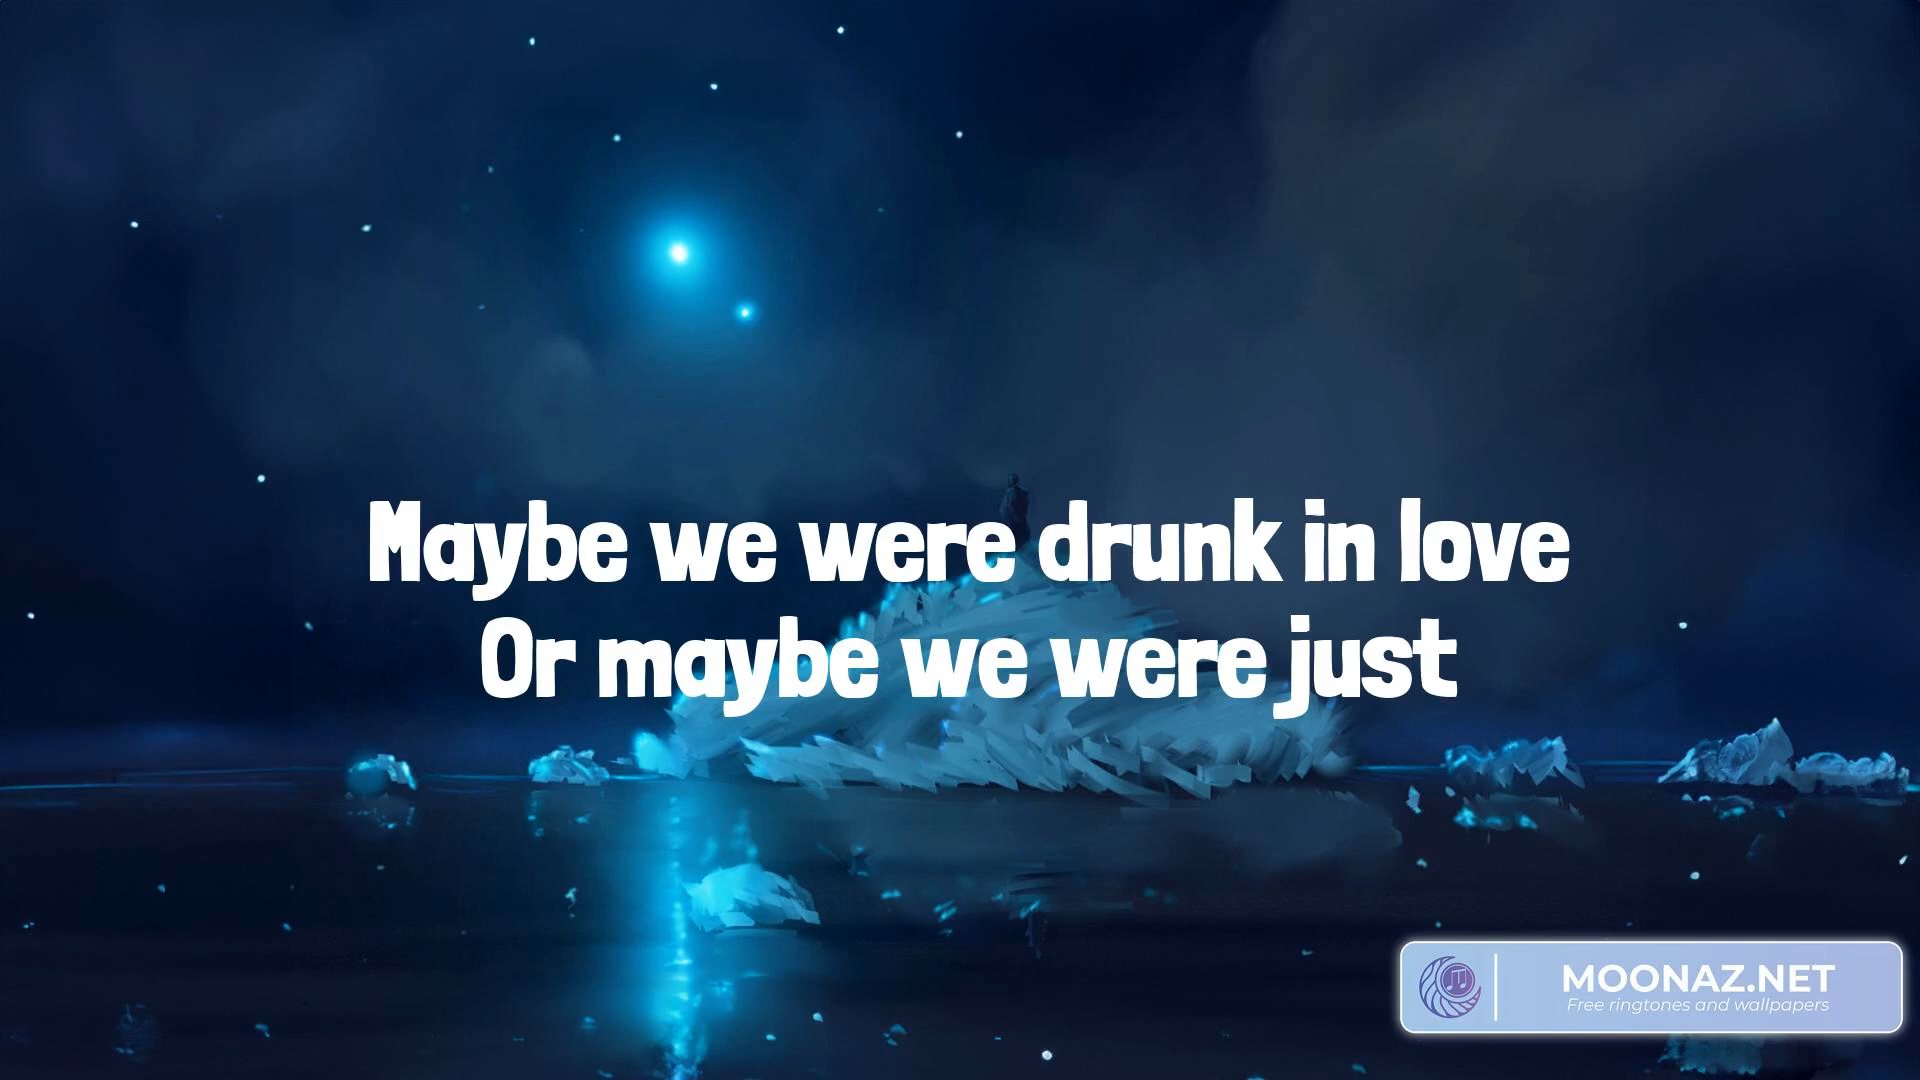 Maybe we were drunk in love
Or maybe we were just
MOONAZ.NET
Free ringtones and wallpapers